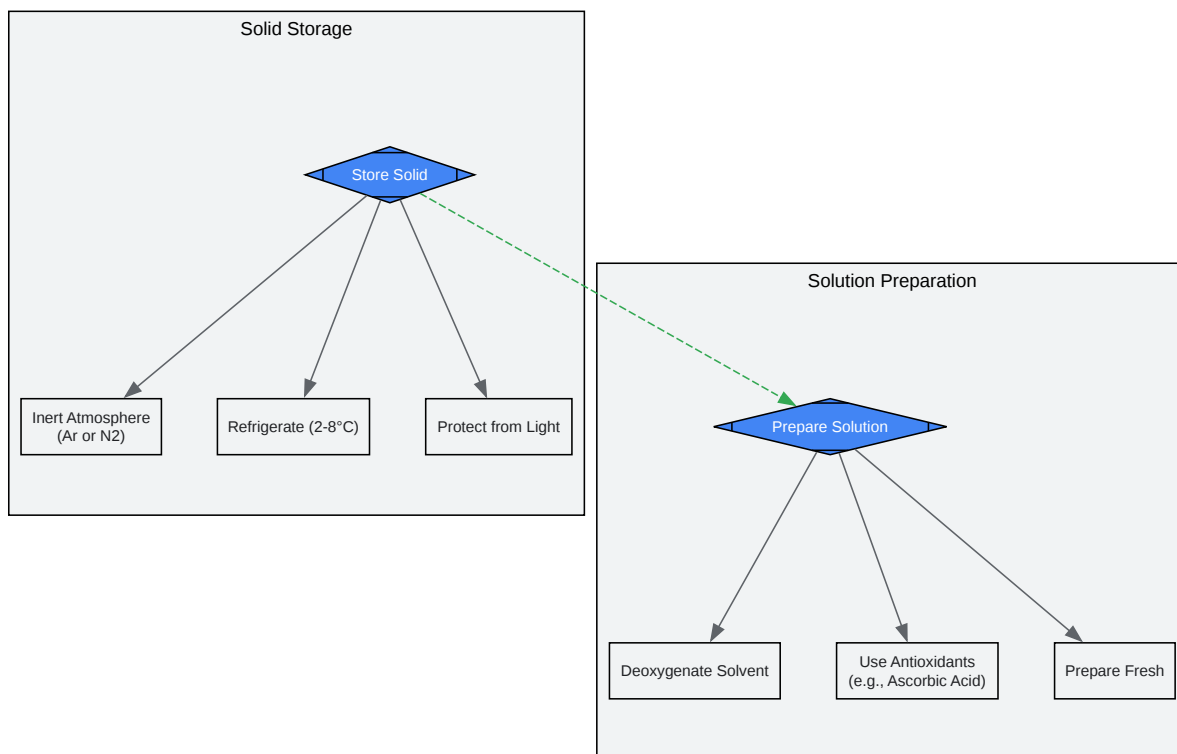 Solid Storage
Store Solid
Inert Atmosphere
(Ar or N2)
Refrigerate (2-8°C)
Protect from Light
Solution Preparation
Prepare Solution
Deoxygenate Solvent
Use Antioxidants
(e.g., Ascorbic Acid)
Prepare Fresh